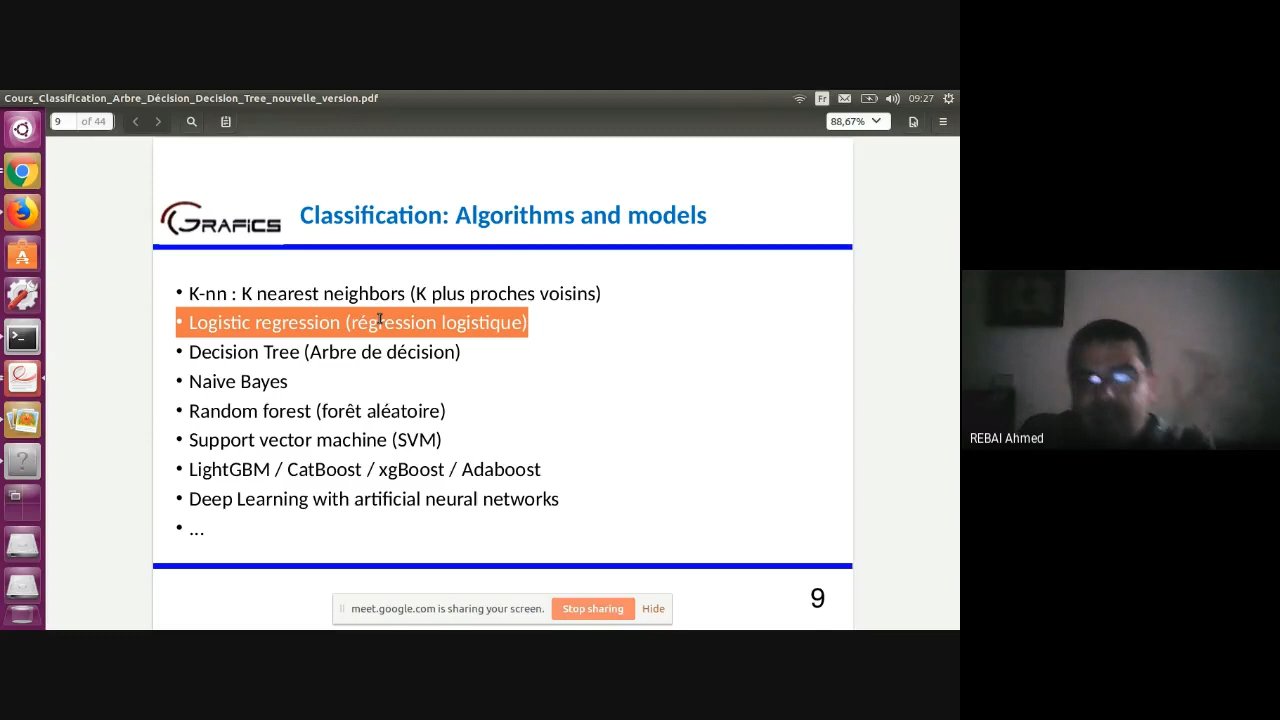 Cours_Classification_Arbre_Décision_Decision_Tree_nouvelle_version.pdf
Fr
09:27
9 of 44
88,67%
GRAFICS
Classification: Algorithms and models
• K-nn : K nearest neighbors (K plus proches voisins)
• Logistic regression (régression logistique)
• Decision Tree (Arbre de décision)
• Naive Bayes
• Random forest (forêt aléatoire)
• Support vector machine (SVM)
• LightGBM / CatBoost / xgBoost / Adaboost
• Deep Learning with artificial neural networks
• ...
REBAI Ahmed
9
meet.google.com is sharing your screen. Stop sharing Hide